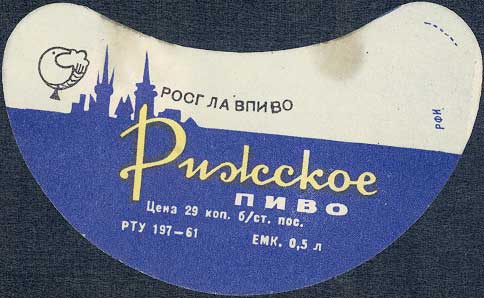 РОСГЛАВПИВО
Рижское
ПИВО
Цена 29 коп. б/ст. пос.
РТУ 197—61 ЕМК. 0,5 л
РФИ